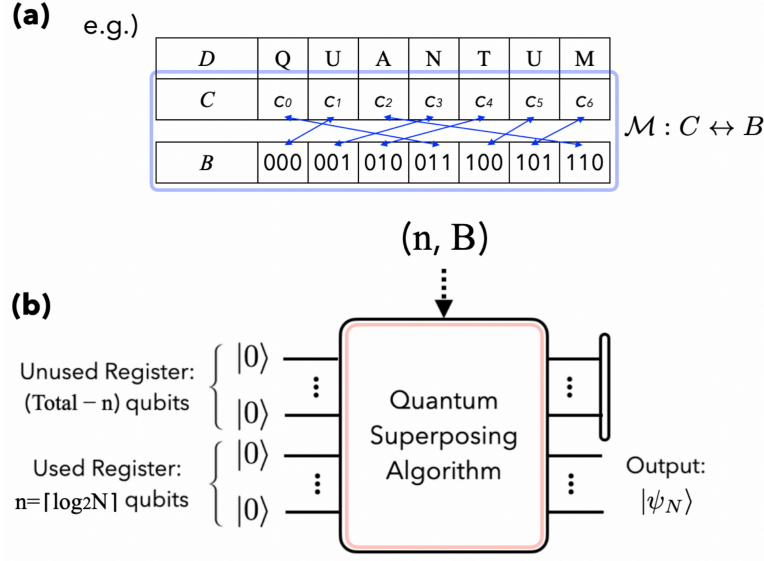 (a)
e.g.)
D Q U A N T U M
C C0 C1 C2 C3 C4 C5 C6
M : C ↔ B
B 000 001 010 011 100 101 110
(n, B)
(b)
Unused Register:
(Total − n) qubits
|0⟩
⋮
|0⟩
Used Register:
n=⌈log2N⌉ qubits
|0⟩
⋮
|0⟩
Quantum
Superposing
Algorithm
⋮
⋮
Output:
|ψN⟩